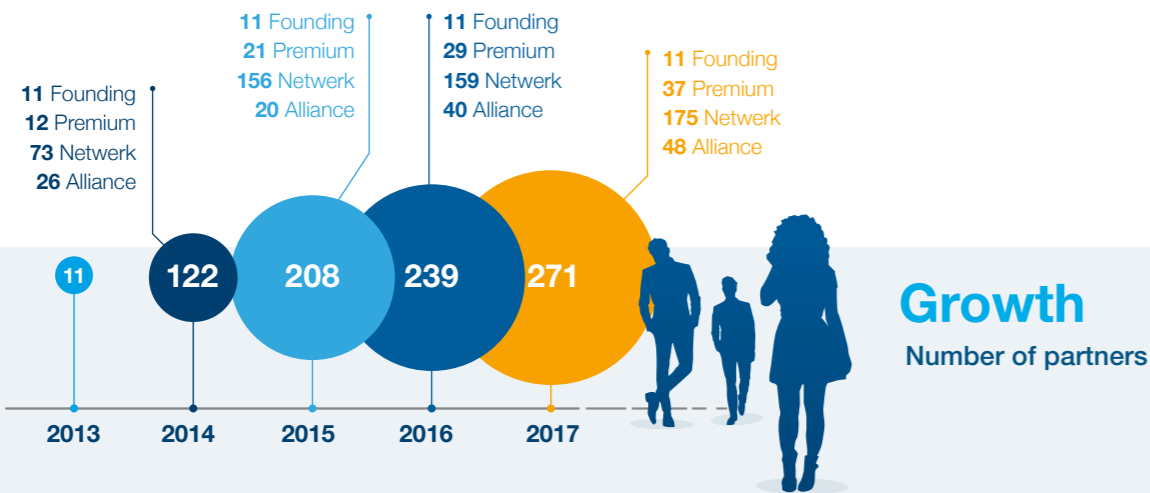 11 Founding
12 Premium
73 Netwerk
26 Alliance
11 Founding
21 Premium
156 Netwerk
20 Alliance
11 Founding
29 Premium
159 Netwerk
40 Alliance
11 Founding
37 Premium
175 Netwerk
48 Alliance
11
122
208
239
271
Growth
Number of partners
2013
2014
2015
2016
2017